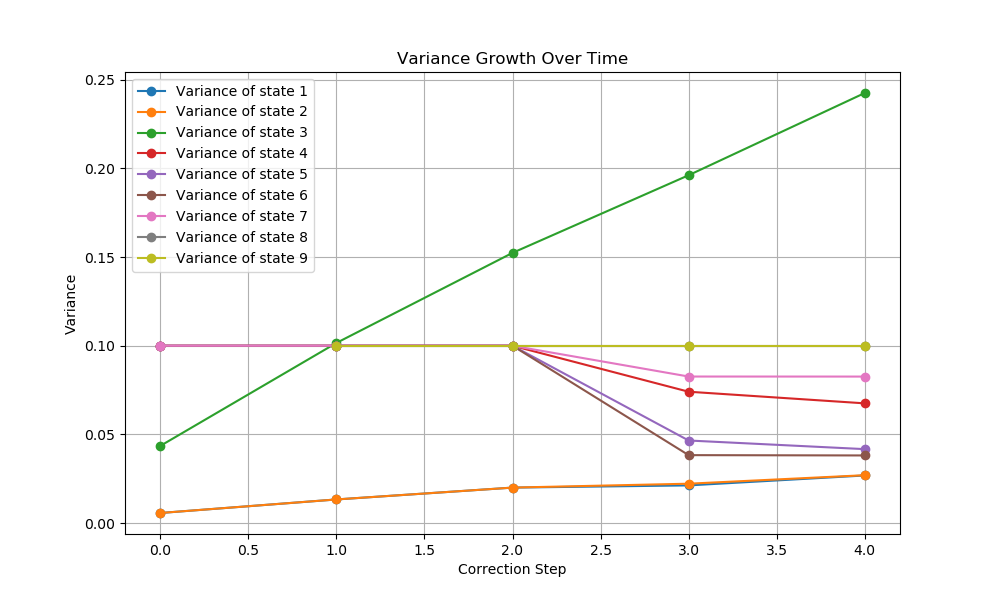 Variance Growth Over Time
0.25
0.20
0.15
0.10
0.05
0.00
Variance
Variance of state 1
Variance of state 2
Variance of state 3
Variance of state 4
Variance of state 5
Variance of state 6
Variance of state 7
Variance of state 8
Variance of state 9
0.0 0.5 1.0 1.5 2.0 2.5 3.0 3.5 4.0
Correction Step